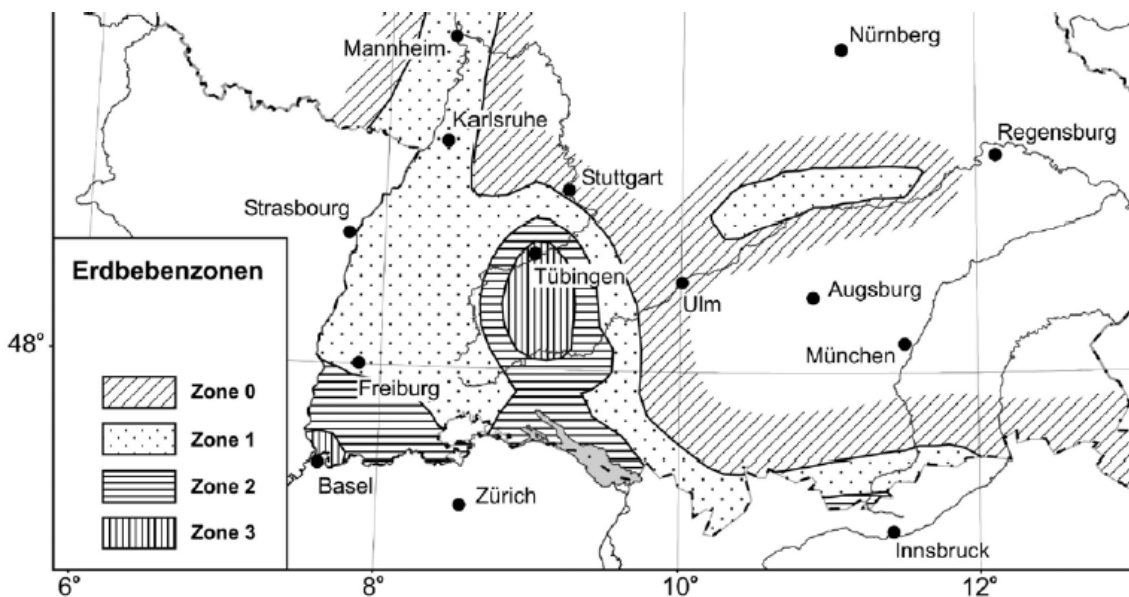 Mannheim
Nürnberg
Karlsruhe
Regensburg
Stuttgart
Strasbourg
Erdbebenzonen
Tübingen
Ulm
Augsburg
48°
München
Freiburg
Zone 0
Zone 1
Zone 2
Basel
Zürich
Zone 3
Innsbruck
6°
8°
10°
12°